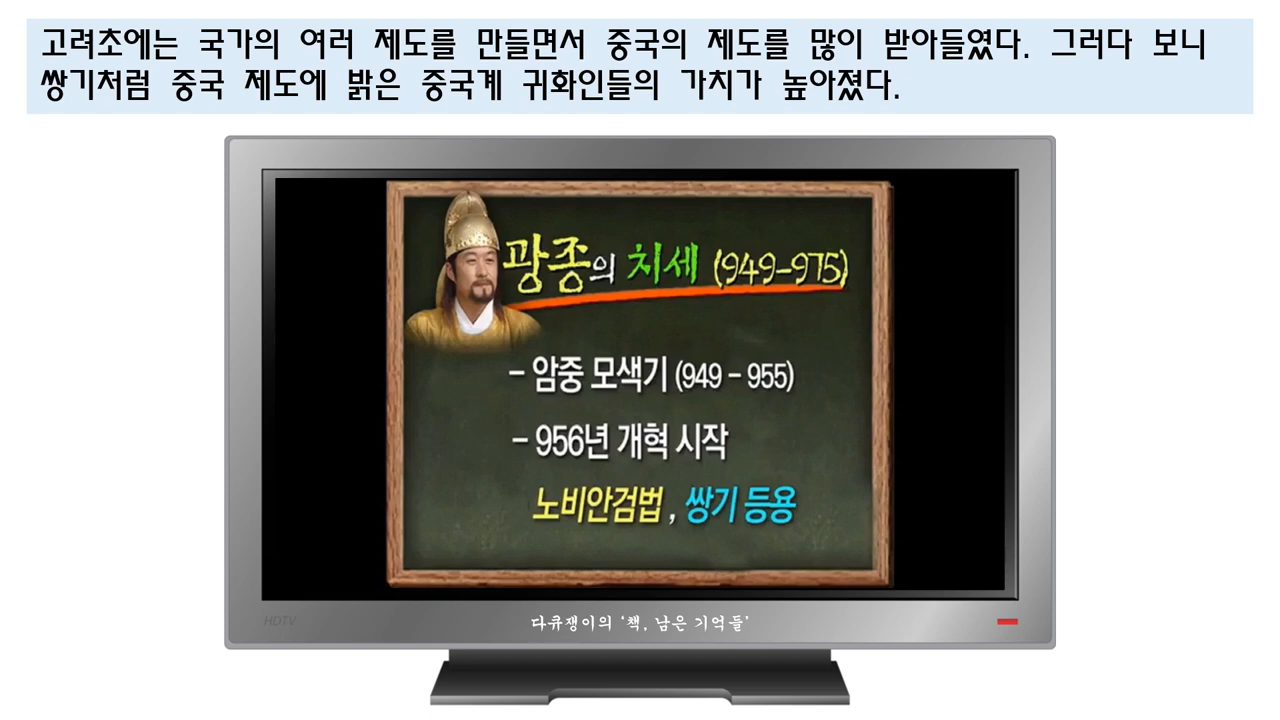 고려초에는 국가의 여러 제도를 만들면서 중국의 제도를 많이 받아들였다. 그러다 보니
쌍기처럼 중국 제도에 밝은 중국계 귀화인들의 가치가 높아졌다.
광종의 치세 (949-975)
- 암중 모색기 (949 - 955)
- 956년 개혁 시작
노비안검법 , 쌍기 등용
HDTV
다큐쟁이의 '책, 남은 기억들'